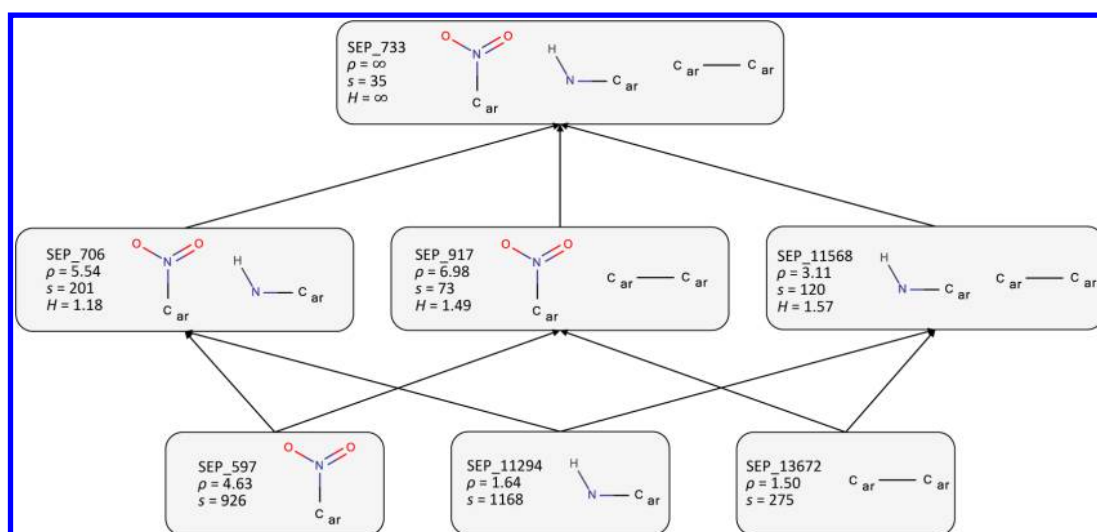 SEP_733
ρ = ∞
s = 35
H = ∞
O O
N
C ar
H
N C ar
C ar C ar
SEP_706
ρ = 5.54
s = 201
H = 1.18
O O
N
C ar
H
N C ar
SEP_917
ρ = 6.98
s = 73
H = 1.49
O O
N
C ar
C ar C ar
SEP_11568
ρ = 3.11
s = 120
H = 1.57
H
N C ar
C ar C ar
SEP_597
ρ = 4.63
s = 926
O O
N
C ar
SEP_11294
ρ = 1.64
s = 1168
H
N C ar
SEP_13672
ρ = 1.50
s = 275
C ar C ar